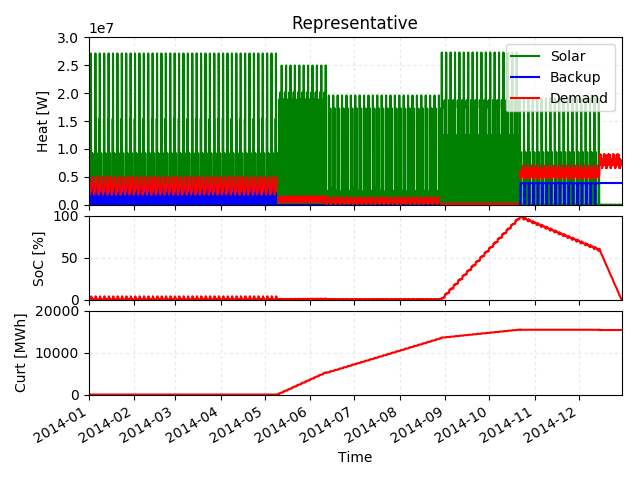 Representative
1e7
3.0
2.5
2.0
1.5
1.0
0.5
0.0
Heat [W]
Solar
Backup
Demand
100
50
0
SoC [%]
20000
10000
0
Curt [MWh]
2014-01
2014-02
2014-03
2014-04
2014-05
2014-06
2014-07
2014-08
2014-09
2014-10
2014-11
2014-12
Time